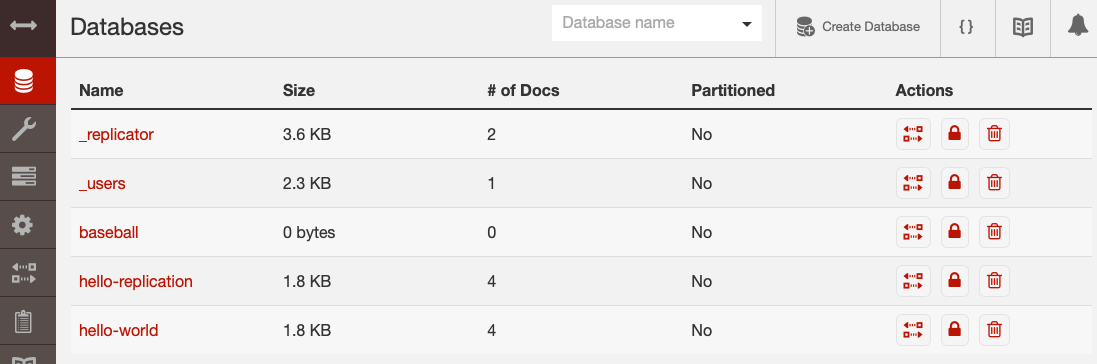 Databases
Database name
Create Database
{ }
Name Size # of Docs Partitioned Actions
_replicator 3.6 KB 2 No
_users 2.3 KB 1 No
baseball 0 bytes 0 No
hello-replication 1.8 KB 4 No
hello-world 1.8 KB 4 No